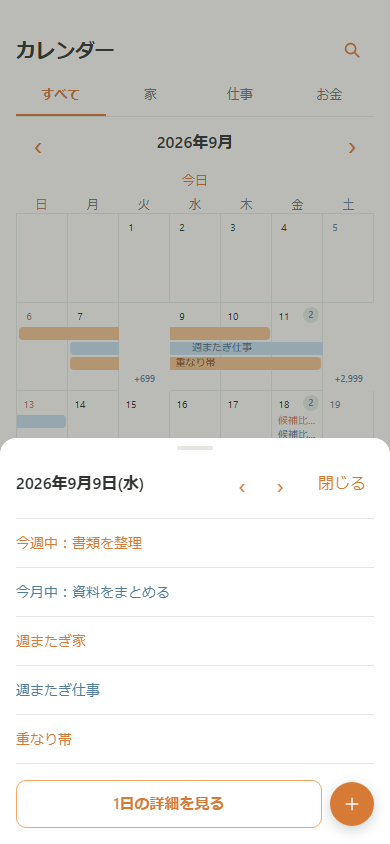 カレンダー
すべて 家 仕事 お金
‹ 2026年9月 ›
今日
日 月 火 水 木 金 土
1 2 3 4 5
6 7 9 10 11 2
週またぎ仕事
重なり帯
+699 +2,999
13 14 15 16 17 18 2 19
候補比...
候補比...
2026年9月9日(水) ‹ › 閉じる
今週中：書類を整理
今月中：資料をまとめる
週またぎ家
週またぎ仕事
重なり帯
1日の詳細を見る +